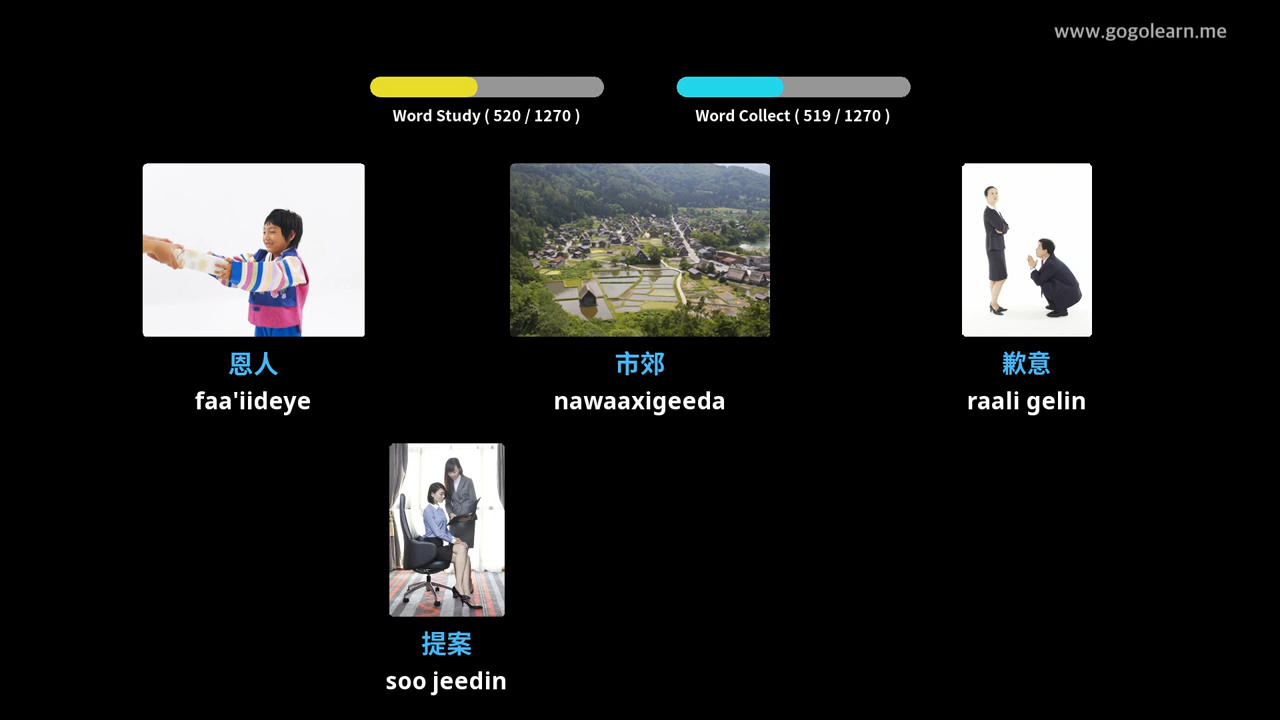 www.gogolearn.me
Word Study ( 520 / 1270 )
Word Collect ( 519 / 1270 )
恩人
faa'iideye
市郊
nawaaxigeeda
歉意
raali gelin
提案
soo jeedin